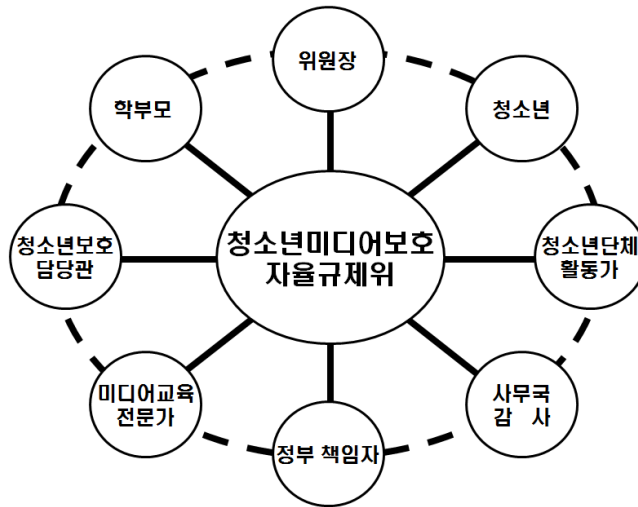 위원장
학부모
청소년
청소년미디어보호
자율규제위
청소년보호
담당관
청소년단체
활동가
미디어교육
전문가
사무국
감 사
정부 책임자